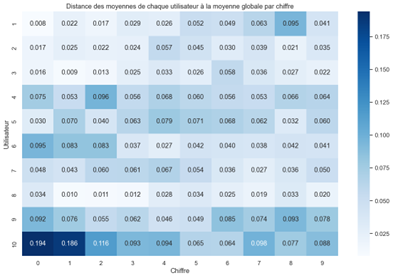 Distance des moyennes de chaque utilisateur à la moyenne globale par chiffre
1 0.008 0.022 0.017 0.029 0.026 0.052 0.049 0.063 0.095 0.041
2 0.017 0.025 0.022 0.024 0.057 0.045 0.030 0.039 0.021 0.035
3 0.016 0.009 0.013 0.025 0.033 0.026 0.058 0.036 0.027 0.022
4 0.075 0.053 0.096 0.056 0.068 0.060 0.056 0.053 0.066 0.064
5 0.030 0.070 0.040 0.063 0.079 0.071 0.068 0.062 0.032 0.060
6 0.095 0.083 0.083 0.037 0.027 0.042 0.040 0.038 0.042 0.041
7 0.048 0.043 0.060 0.061 0.067 0.054 0.036 0.027 0.036 0.050
8 0.034 0.010 0.011 0.012 0.028 0.034 0.025 0.019 0.033 0.020
9 0.092 0.076 0.055 0.062 0.046 0.049 0.085 0.074 0.093 0.078
10 0.194 0.186 0.116 0.093 0.094 0.065 0.064 0.098 0.077 0.088
0 1 2 3 4 5 6 7 8 9
Chiffre
Utilisateur
0.175
0.150
0.125
0.100
0.075
0.050
0.025